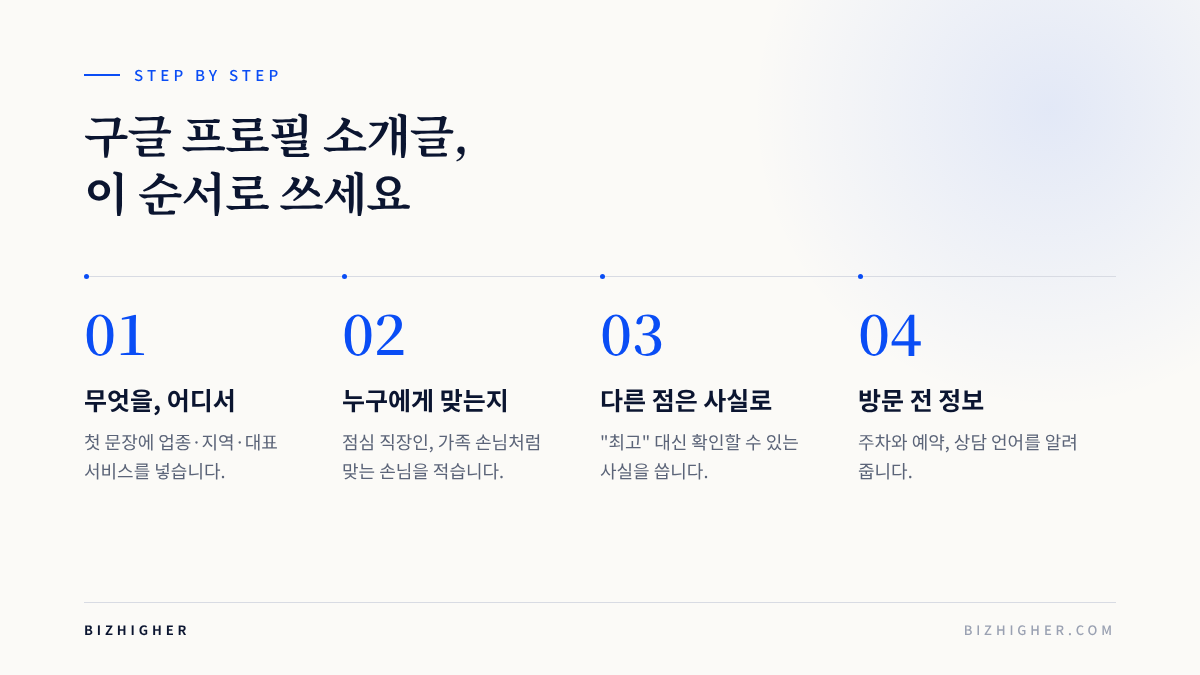 STEP BY STEP
구글 프로필 소개글,
이 순서로 쓰세요
01
무엇을, 어디서
첫 문장에 업종·지역·대표
서비스를 넣습니다.
02
누구에게 맞는지
점심 직장인, 가족 손님처럼
맞는 손님을 적습니다.
03
다른 점은 사실로
"최고" 대신 확인할 수 있는
사실을 씁니다.
04
방문 전 정보
주차와 예약, 상담 언어를 알려
줍니다.
BIZHIGHER
BIZHIGHER.COM